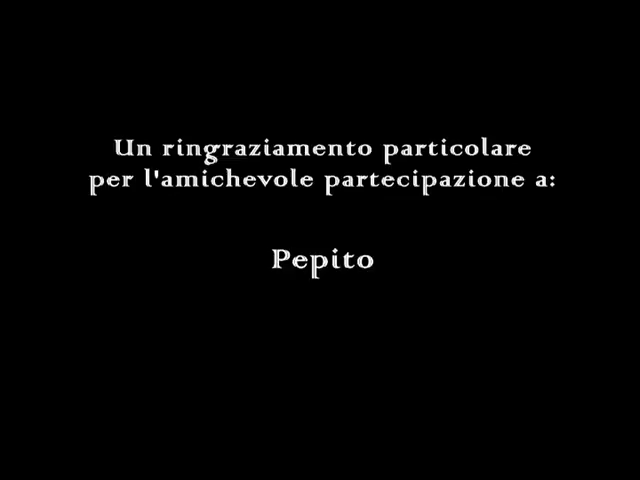 Un ringraziamento particolare
per l'amichevole partecipazione a:
Pepito